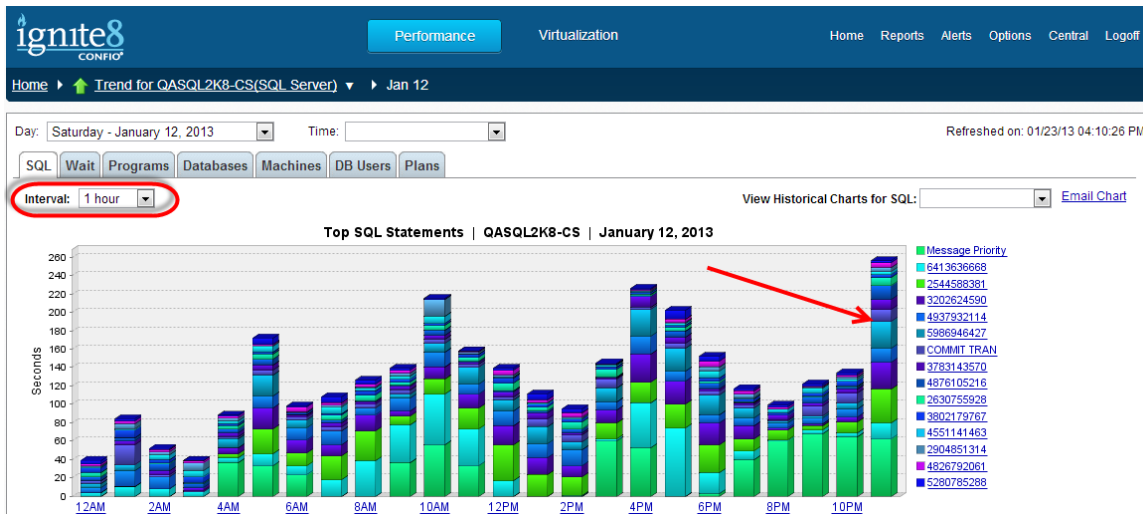 ignite8
CONFIO
Performance Virtualization Home Reports Alerts Options Central Logoff
Home Trend for QASQL2K8-CS(SQL Server) Jan 12
Day: Saturday - January 12, 2013 Time: Refreshed on: 01/23/13 04:10:26 PM
SQL Wait Programs Databases Machines DB Users Plans
Interval: 1 hour View Historical Charts for SQL: Email Chart
Top SQL Statements | QASQL2K8-CS | January 12, 2013
Seconds
260
240
220
200
180
160
140
120
100
80
60
40
20
0
12AM 2AM 4AM 6AM 8AM 10AM 12PM 2PM 4PM 6PM 8PM 10PM
Message Priority
6413636668
2544588381
3202624590
4937932114
5986946427
COMMIT TRAN
3783143570
4876105216
2630755928
3802179767
4551141463
2904851314
4826792061
5280785288